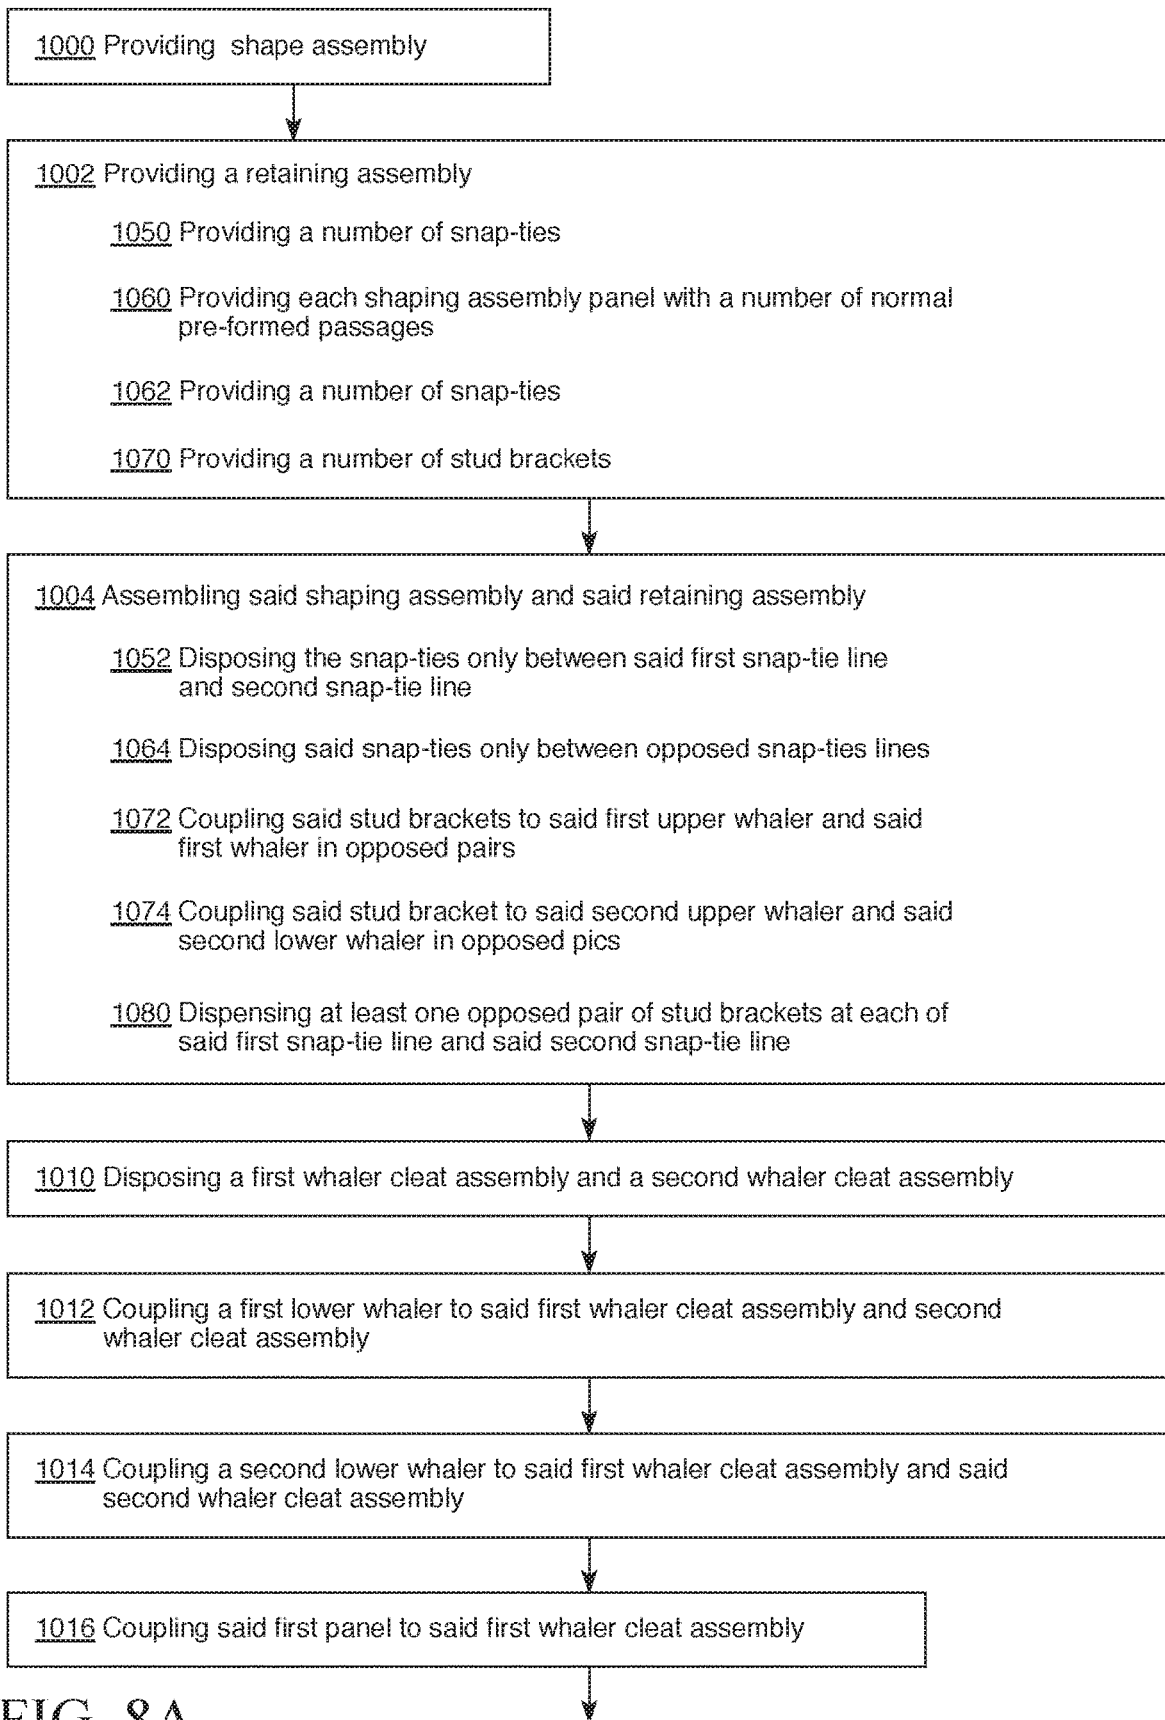 1000 Providing shape assembly
1002 Providing a retaining assembly
1050 Providing a number of snap-ties
1060 Providing each shaping assembly panel with a number of normal
pre-formed passages
1062 Providing a number of snap-ties
1070 Providing a number of stud brackets
1004 Assembling said shaping assembly and said retaining assembly
1052 Disposing the snap-ties only between said first snap-tie line
and second snap-tie line
1064 Disposing said snap-ties only between opposed snap-ties lines
1072 Coupling said stud brackets to said first upper whaler and said
first whaler in opposed pairs
1074 Coupling said stud bracket to said second upper whaler and said
second lower whaler in opposed pics
1080 Dispensing at least one opposed pair of stud brackets at each of
said first snap-tie line and said second snap-tie line
1010 Disposing a first whaler cleat assembly and a second whaler cleat assembly
1012 Coupling a first lower whaler to said first whaler cleat assembly and second
whaler cleat assembly
1014 Coupling a second lower whaler to said first whaler cleat assembly and said
second whaler cleat assembly
1016 Coupling said first panel to said first whaler cleat assembly
FIG. 8A